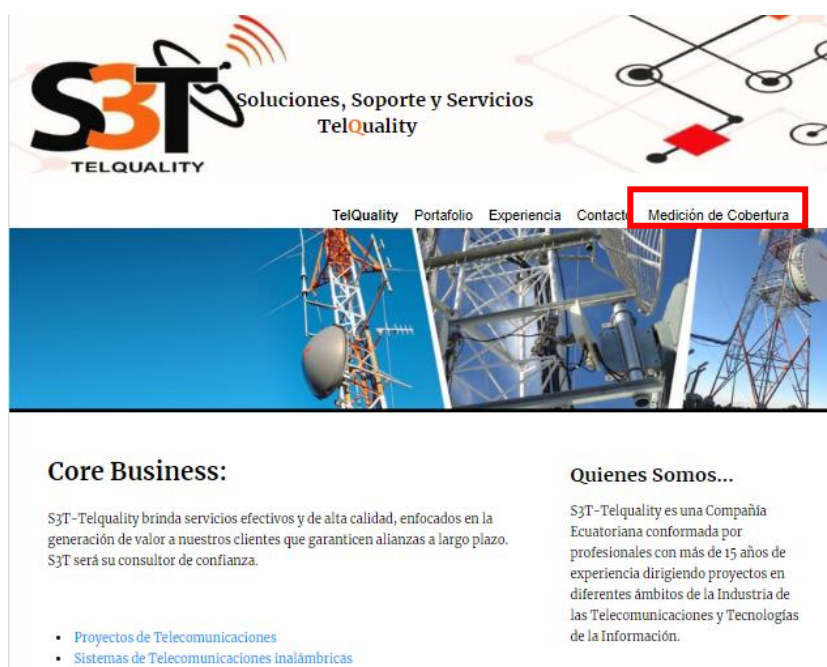 S3T
TELQUALITY
Soluciones, Soporte y Servicios
TelQuality
TelQuality Portafolio Experiencia Contacto Medición de Cobertura
Core Business:
S3T-Telquality brinda servicios efectivos y de alta calidad, enfocados en la
generación de valor a nuestros clientes que garanticen alianzas a largo plazo.
S3T será su consultor de confianza.
• Proyectos de Telecomunicaciones
• Sistemas de Telecomunicaciones inalámbricas
Quienes Somos...
S3T-Telquality es una Compañía
Ecuatoriana conformada por
profesionales con más de 15 años de
experiencia dirigiendo proyectos en
diferentes ámbitos de la Industria de
las Telecomunicaciones y Tecnologías
de la Información.